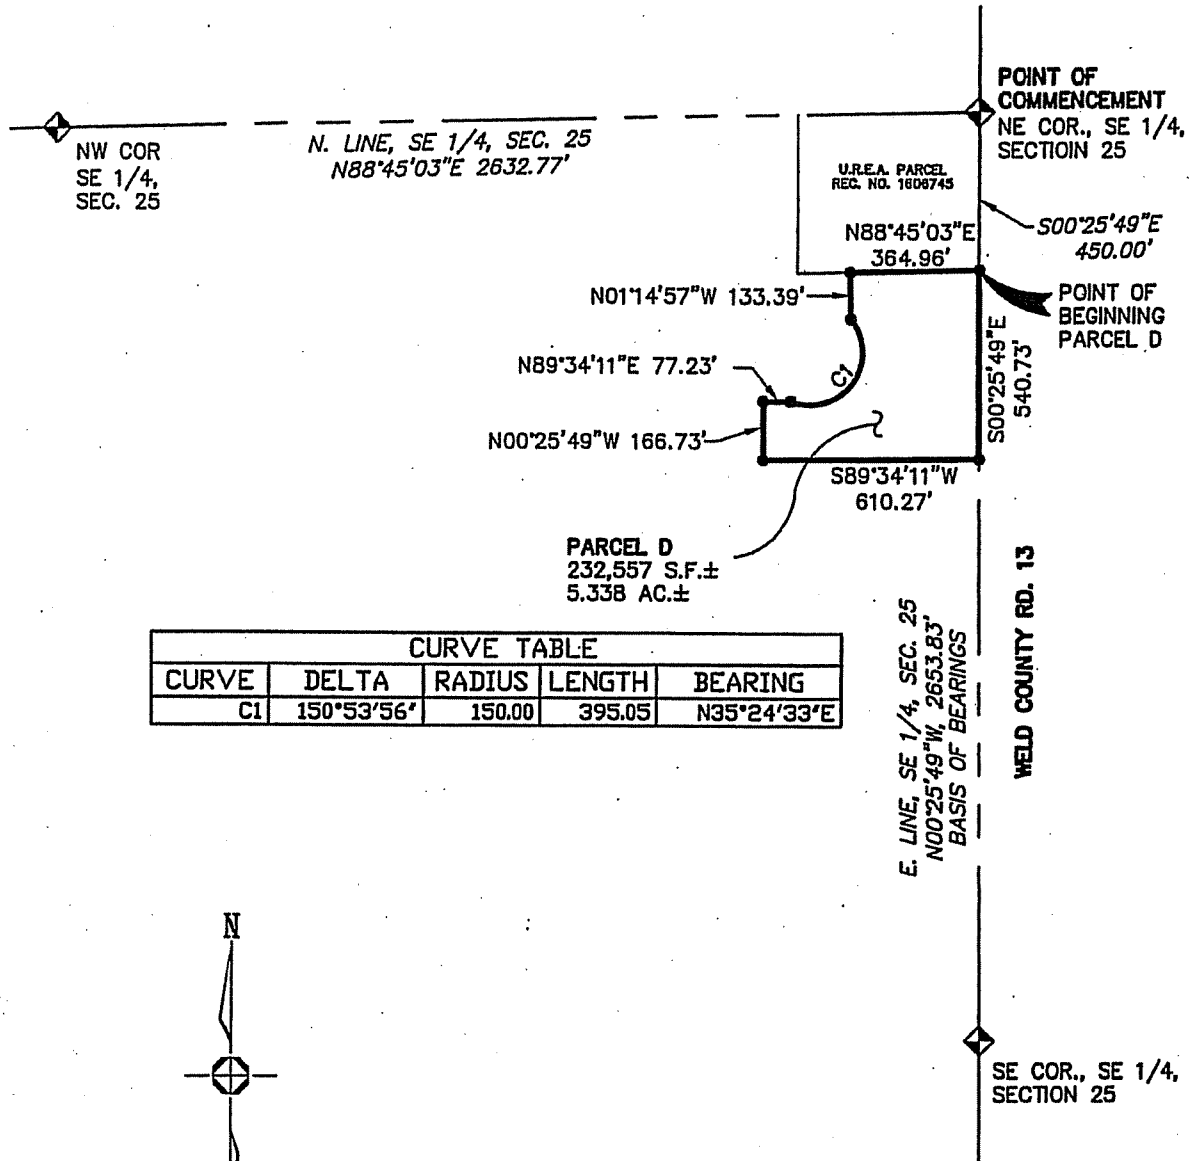 POINT OF
COMMENCEMENT
NE COR., SE 1/4,
SECTIOIN 25
NW COR
SE 1/4,
SEC. 25
N. LINE, SE 1/4, SEC. 25
N88°45'03"E 2632.77'
U.R.E.A. PARCEL
REC. NO. 1606745
S00°25'49"E
450.00'
N88°45'03"E
364.96'
POINT OF
BEGINNING
PARCEL D
N01°14'57"W 133.39'
S00°25'49"E
540.73'
N89°34'11"E 77.23'
C1
N00°25'49"W 166.73'
S89°34'11"W
610.27'
PARCEL D
232,557 S.F.±
5.338 AC.±
E. LINE, SE 1/4, SEC. 25
N00°25'49"W, 2653.83'
BASIS OF BEARINGS
WELD COUNTY RD. 13
CURVE TABLE
CURVE DELTA RADIUS LENGTH BEARING
C1 150°53'56" 150.00 395.05 N35°24'33"E
N
SE COR., SE 1/4,
SECTION 25